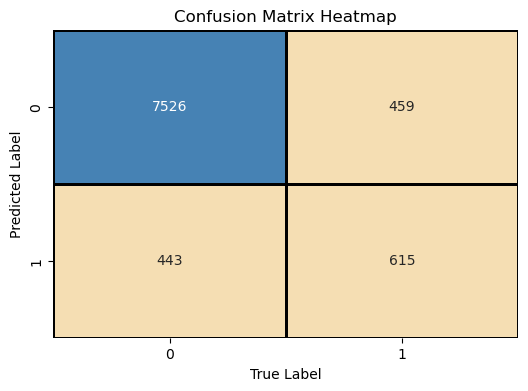 Confusion Matrix Heatmap
Predicted Label
0
7526
459
1
443
615
0
1
True Label